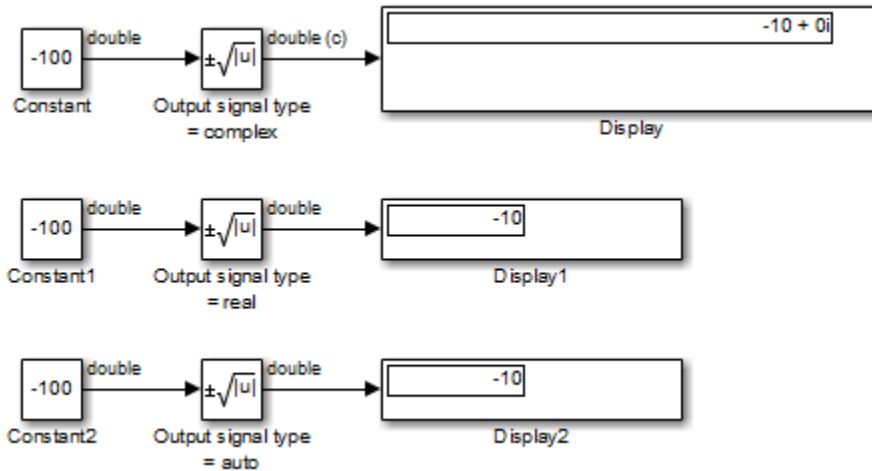 double
double (c)
-10 + 0i
-100
±√|u|
Constant
Output signal type
= complex
Display
double
double
-10
-100
±√|u|
Constant1
Output signal type
= real
Display1
double
double
-10
-100
±√|u|
Constant2
Output signal type
= auto
Display2